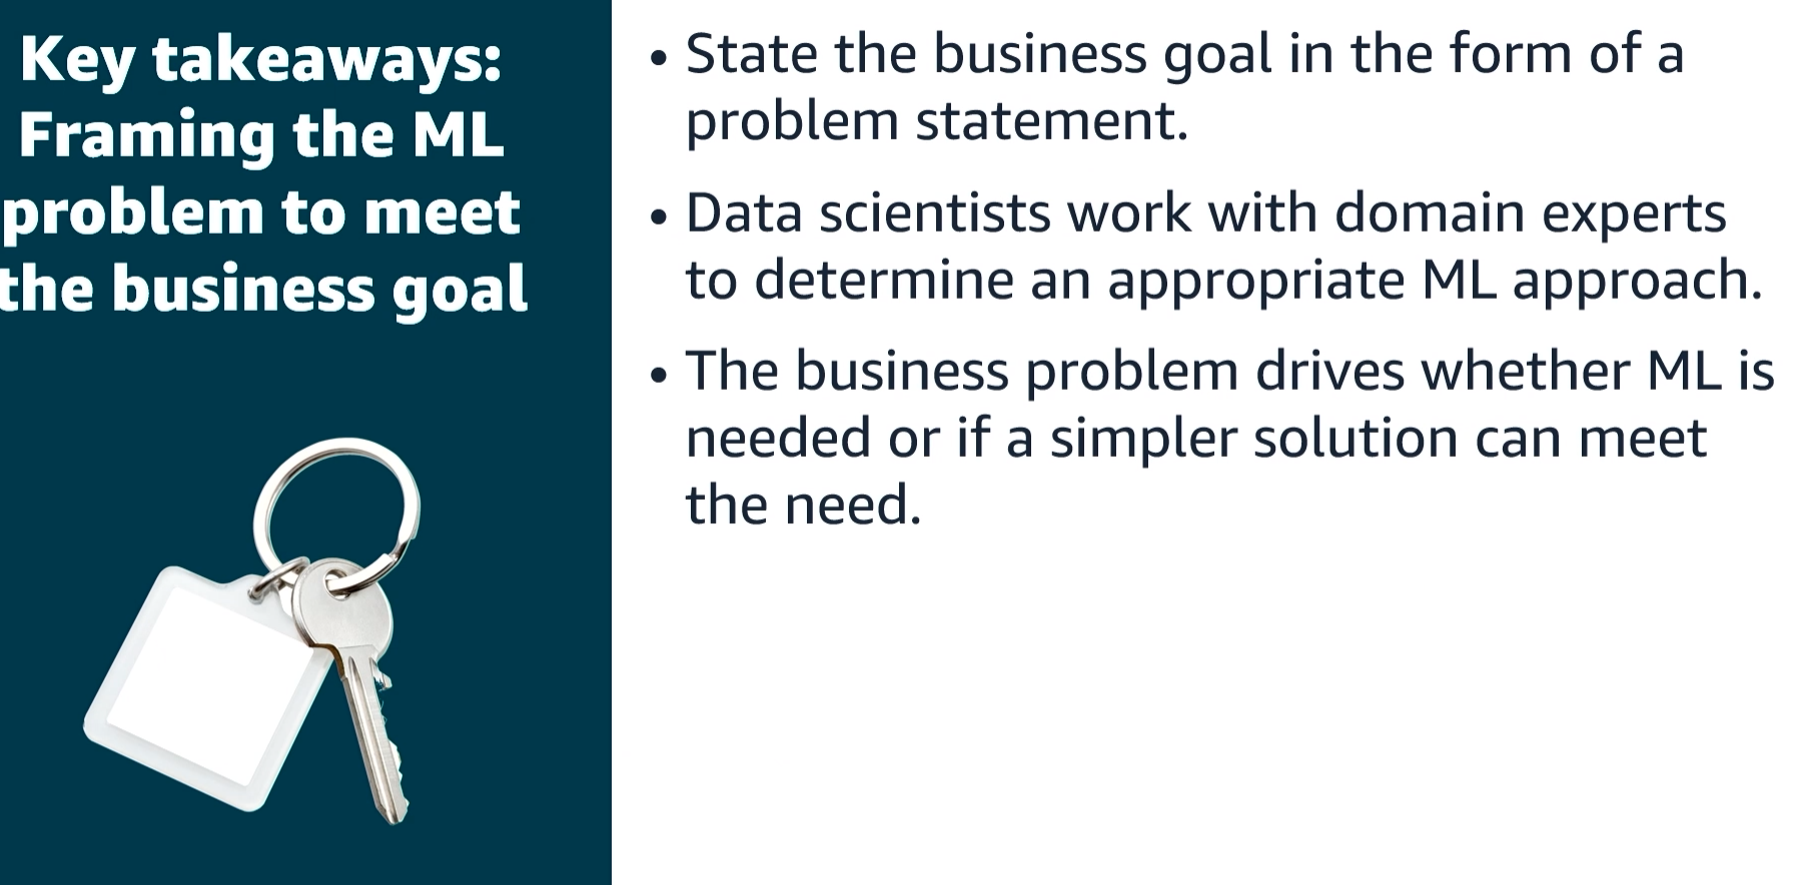 Key takeaways:
Framing the ML
problem to meet
the business goal
• State the business goal in the form of a
problem statement.
• Data scientists work with domain experts
to determine an appropriate ML approach.
• The business problem drives whether ML is
needed or if a simpler solution can meet
the need.